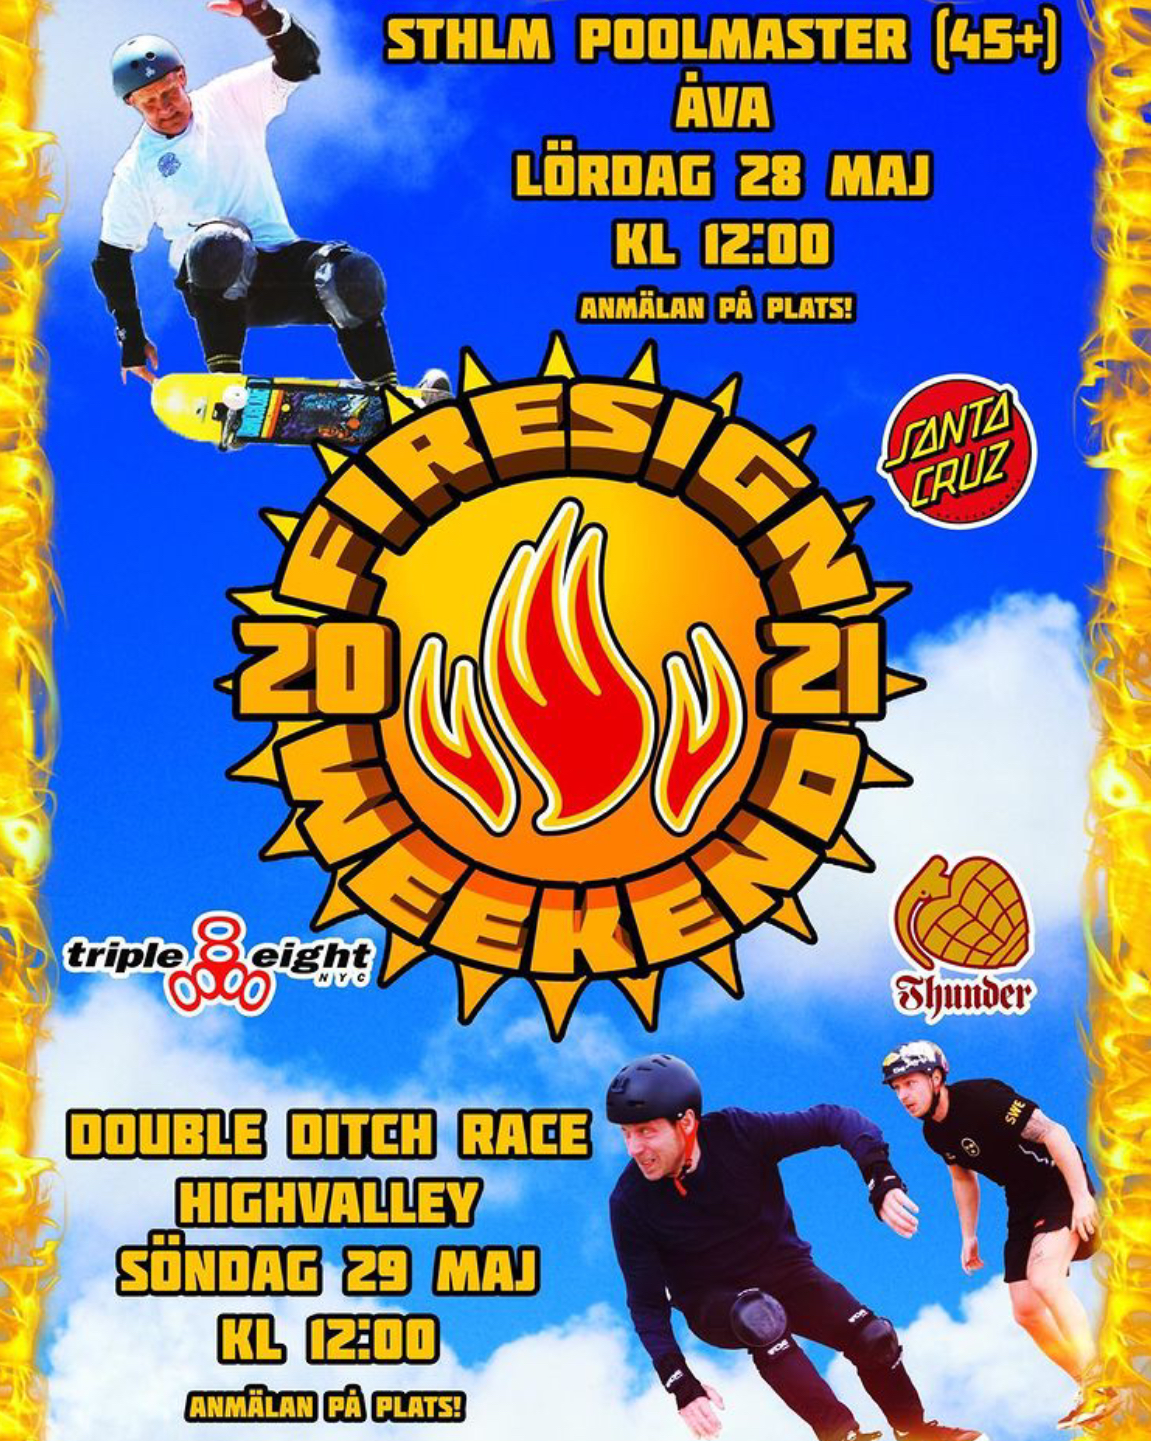 STHLM POOLMASTER (45+)
ÅVA
LÖRDAG 28 MAJ
KL 12:00
ANMÄLAN PÅ PLATS!
SANTA
CRUZ
FIRESIGN
20 21
WEEKEND
triple eight
NYC
Thunder
SWE
DOUBLE DITCH RACE
HIGHVALLEY
SÖNDAG 29 MAJ
KL 12:00
ANMÄLAN PÅ PLATS!